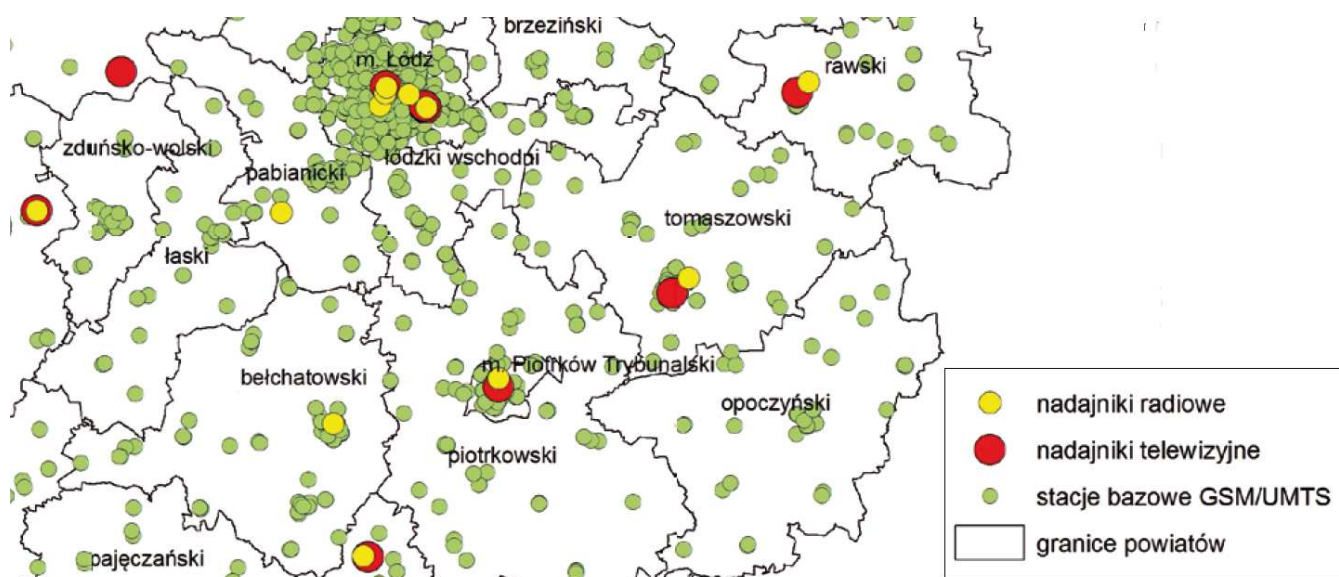 brzeziński
m. Łódź
rawski
zduńsko-wolski
łódzki wschodni
pabianicki
tomaszowski
łaski
m. Piotrków Trybunalski
bełchatowski
opoczyński
piotrkowski
pajęczański
nadajniki radiowe
nadajniki telewizyjne
stacje bazowe GSM/UMTS
granice powiatów